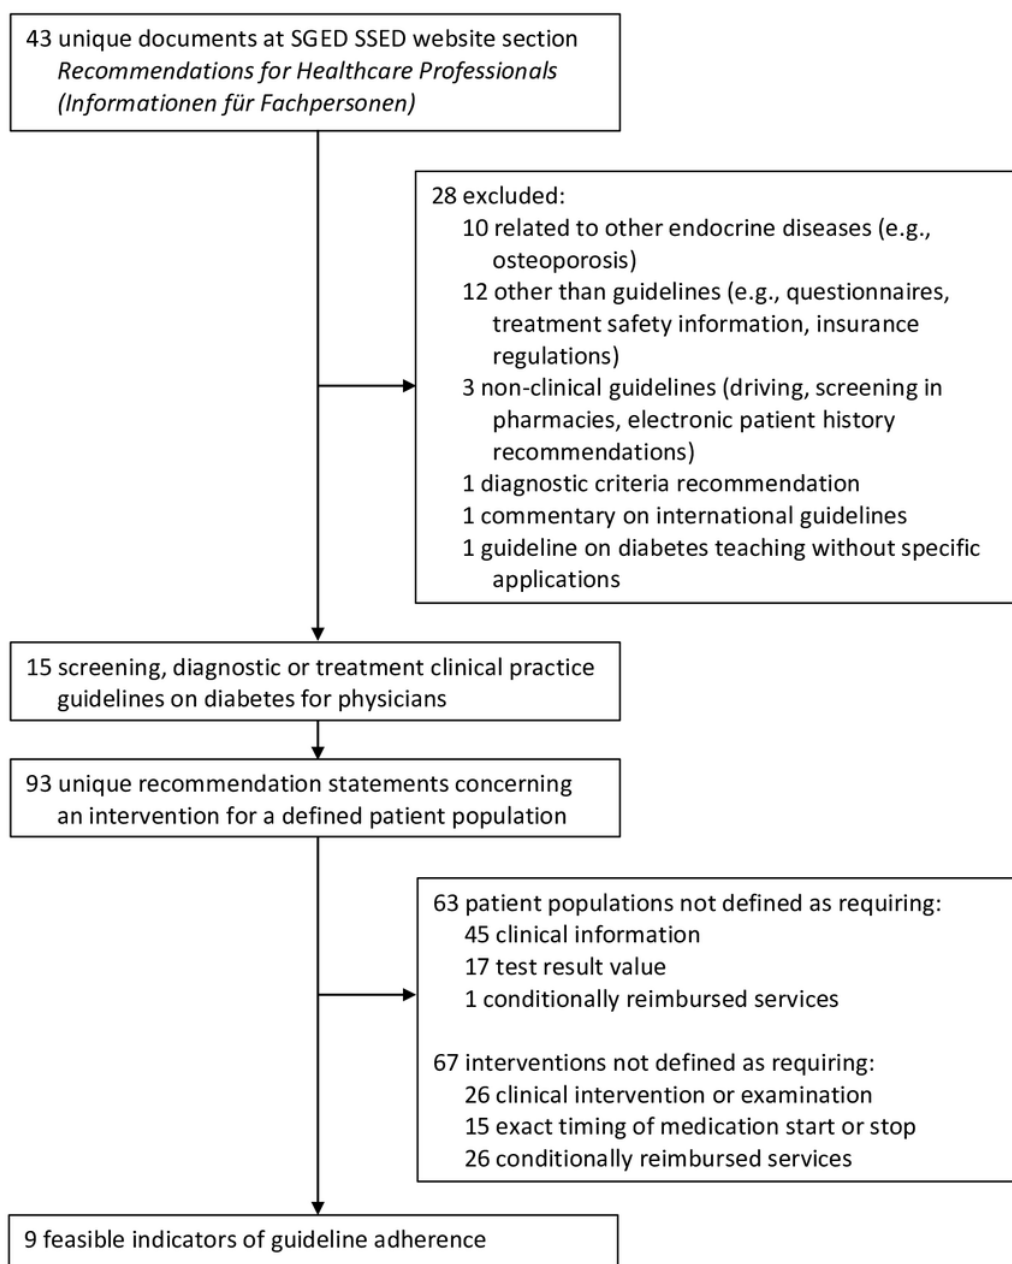 43 unique documents at SGED SSED website section
Recommendations for Healthcare Professionals
(Informationen für Fachpersonen)
28 excluded:
10 related to other endocrine diseases (e.g.,
osteoporosis)
12 other than guidelines (e.g., questionnaires,
treatment safety information, insurance
regulations)
3 non-clinical guidelines (driving, screening in
pharmacies, electronic patient history
recommendations)
1 diagnostic criteria recommendation
1 commentary on international guidelines
1 guideline on diabetes teaching without specific
applications
15 screening, diagnostic or treatment clinical practice
guidelines on diabetes for physicians
93 unique recommendation statements concerning
an intervention for a defined patient population
63 patient populations not defined as requiring:
45 clinical information
17 test result value
1 conditionally reimbursed services
67 interventions not defined as requiring:
26 clinical intervention or examination
15 exact timing of medication start or stop
26 conditionally reimbursed services
9 feasible indicators of guideline adherence